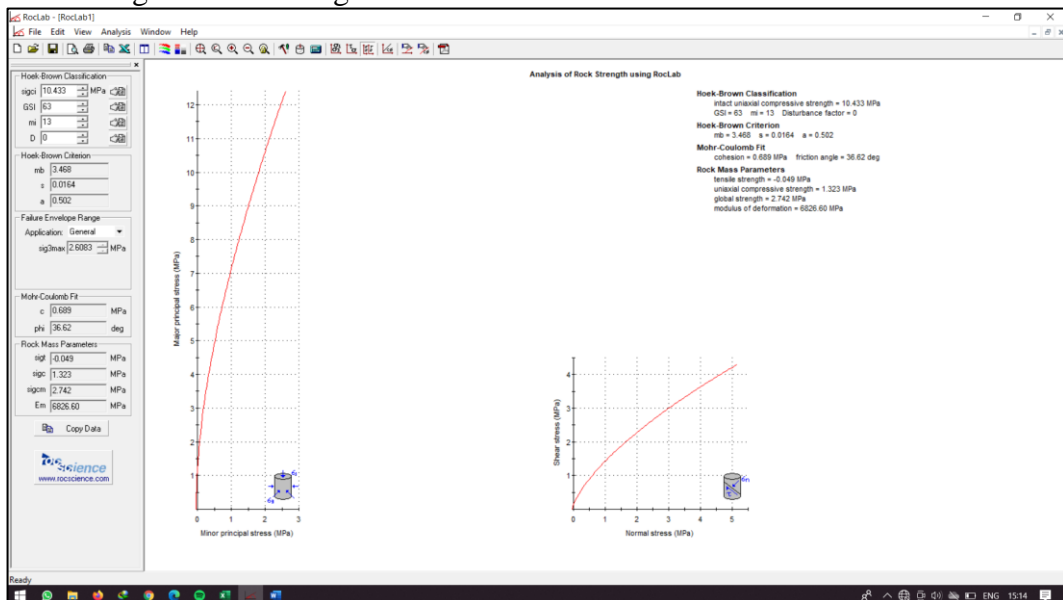 RocLab - [RocLab1]
File Edit View Analysis Window Help
Hoek-Brown Classification
sigci 10.433 MPa
GSI 63
mi 13
D 0
Hoek-Brown Criterion
mb 3.468
s 0.0164
a 0.502
Failure Envelope Range
Application: General
sig3max 2.6083 MPa
Mohr-Coulomb Fit
c 0.689 MPa
phi 36.62 deg
Rock Mass Parameters
sigt -0.049 MPa
sigc 1.323 MPa
sigcm 2.742 MPa
Em 6826.60 MPa
Copy Data
rocscience
www.rocscience.com
Analysis of Rock Strength using RocLab
Hoek-Brown Classification
intact uniaxial compressive strength = 10.433 MPa
GSI = 63 mi = 13 Disturbance factor = 0
Hoek-Brown Criterion
mb = 3.468 s = 0.0164 a = 0.502
Mohr-Coulomb Fit
cohesion = 0.689 MPa friction angle = 36.62 deg
Rock Mass Parameters
tensile strength = -0.049 MPa
uniaxial compressive strength = 1.323 MPa
global strength = 2.742 MPa
modulus of deformation = 6826.60 MPa
Major principal stress (MPa)
12
11
10
9
8
7
6
5
4
3
2
1
0 1 2 3
Minor principal stress (MPa)
Shear stress (MPa)
4
3
2
1
0 1 2 3 4 5
Normal stress (MPa)
Ready
ENG 15:14